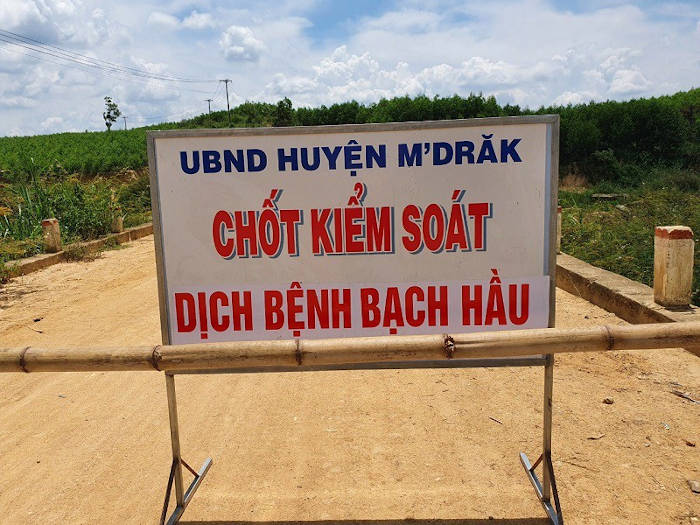 UBND HUYỆN M'DRĂK
CHỐT KIỂM SOÁT
DỊCH BỆNH BẠCH HẦU